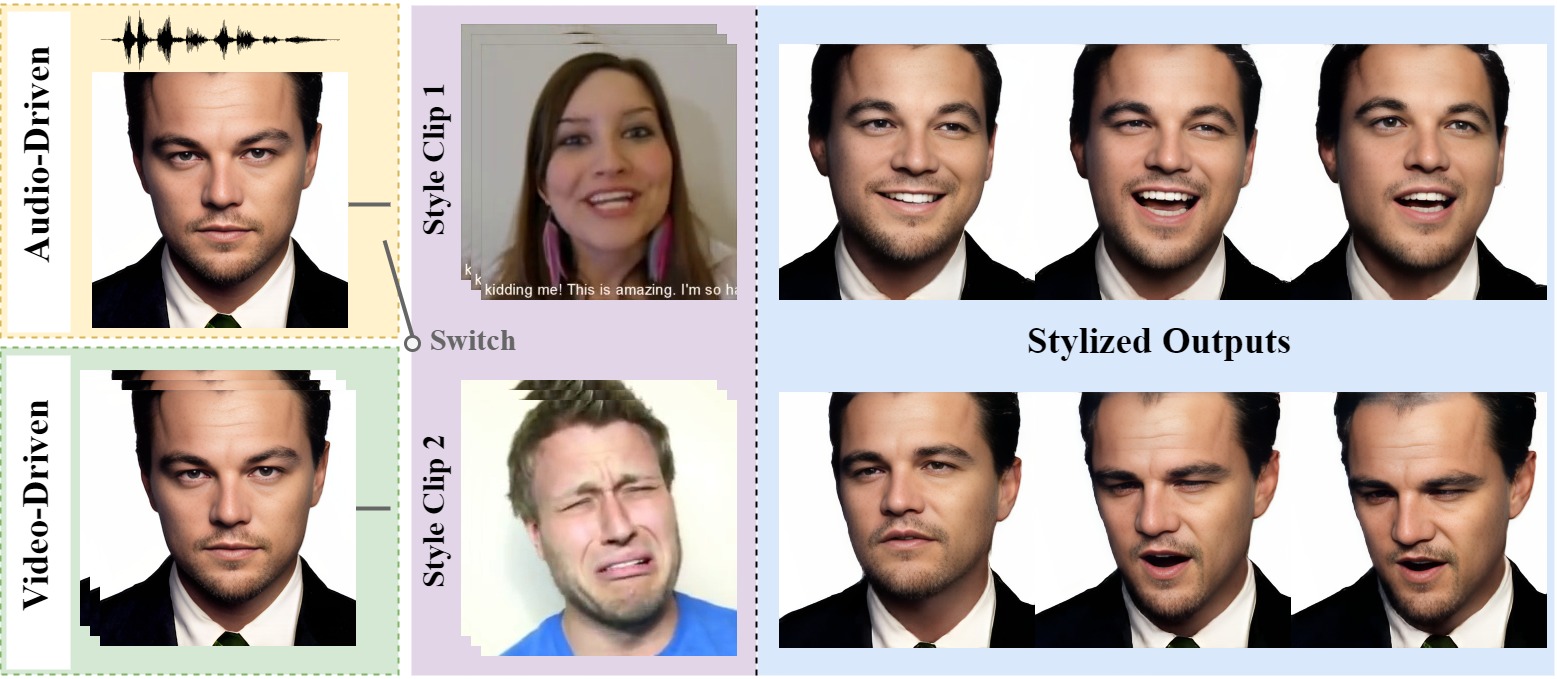 Audio-Driven
Video-Driven
Style Clip 1
k
k
kidding me! This is amazing. I'm so ha
Switch
Style Clip 2
Stylized Outputs